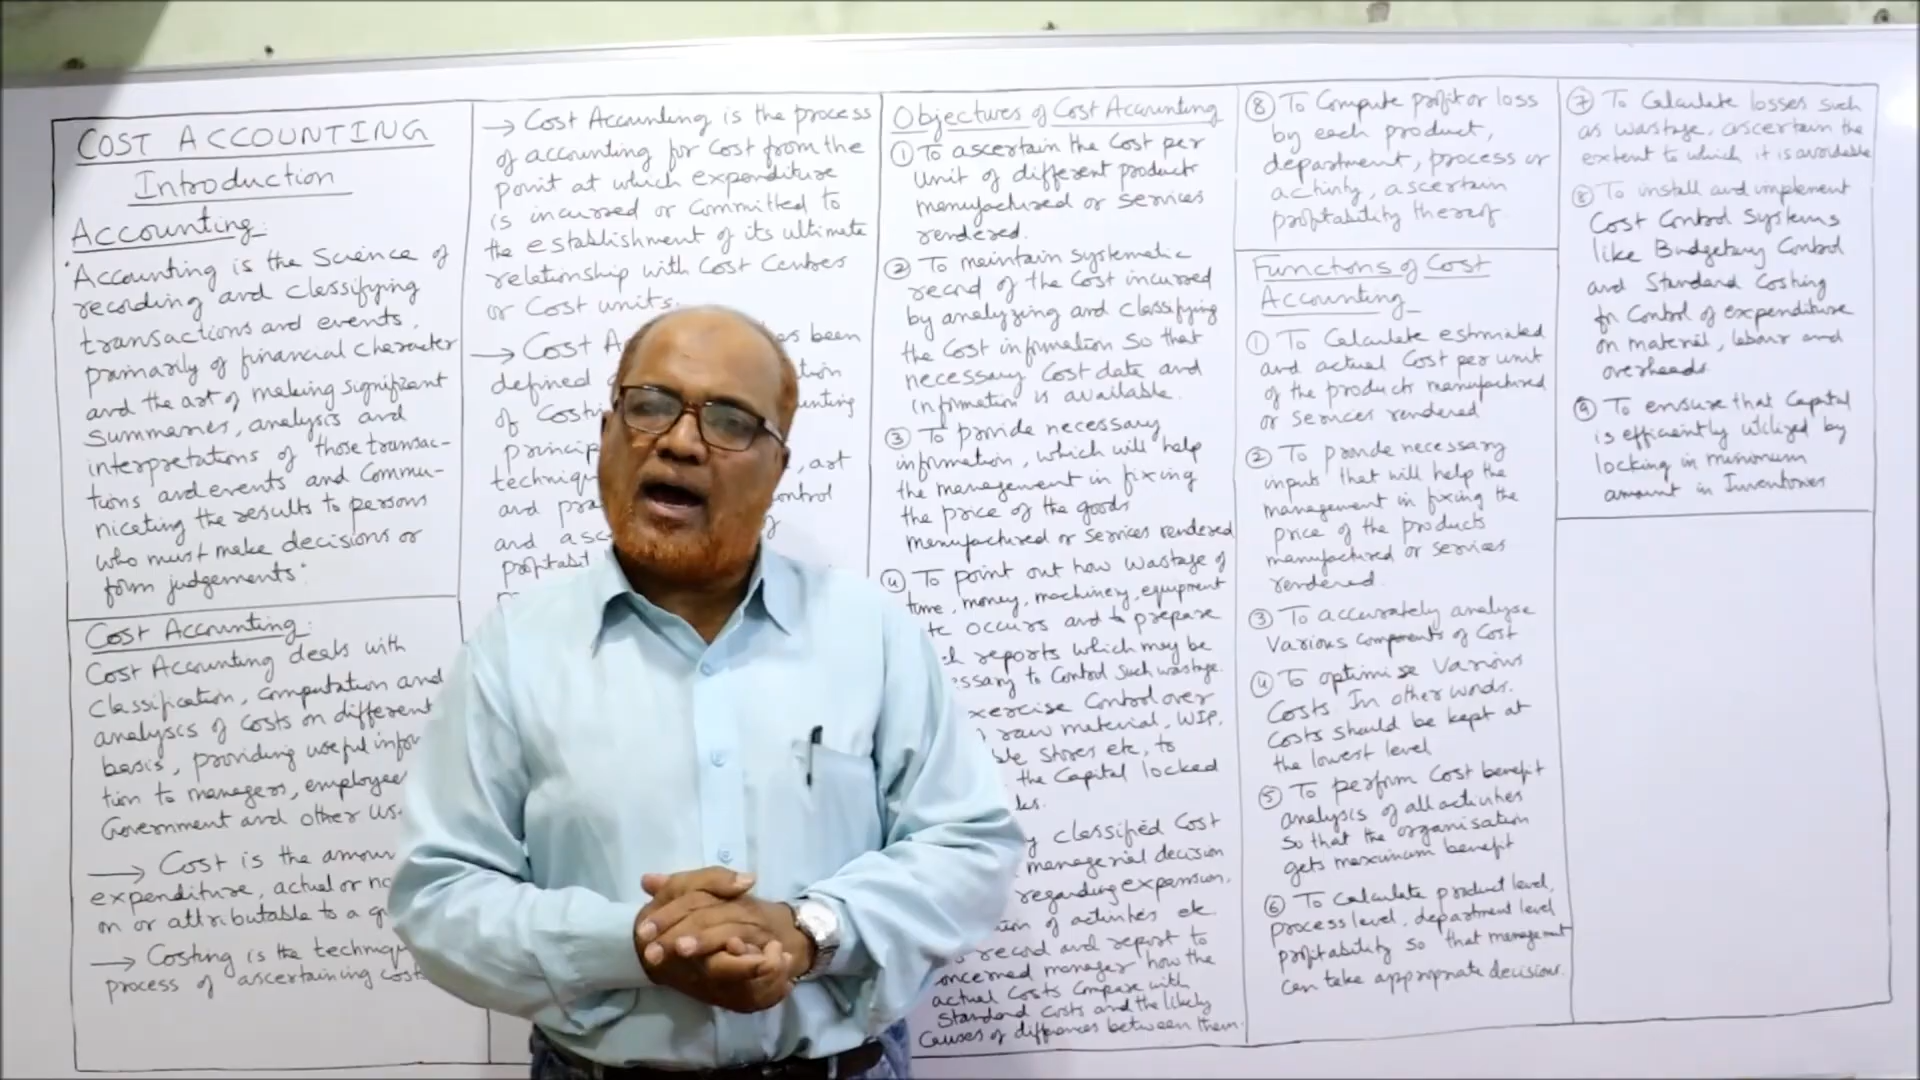 COST ACCOUNTING
Introduction
Accounting:
"Accounting is the Science of
recording and classifying
transactions and events,
primarily of financial character
and the art of making significant
Summaries, analysis and
interpretations of those transac-
tions and events and Commu-
nicating the results to persons
who must make decisions or
form judgements"
Cost Accounting:
Cost Accounting deals with
classification, computation and
analysis of Costs on different
basis, providing useful infor
tion to managers, employee
Government and other us
→ Cost is the amoun
expenditure, actual or no
on or attributable to a g
→ Costing is the techniq
process of ascertaining cost
→ Cost Accounting is the process
of accounting for Cost from the
point at which expenditure
is incurred or Committed to
the establishment of its ultimate
relationship with Cost Centres
or Cost units.
→ Cost A been
defined
of Costin unting
princip
techniqu , art
and pra ontrol
and asc
profitabi
Objectives of Cost Accounting
① To ascertain the Cost per
Unit of different product
manufactured or services
rendered.
② To maintain systematic
record of the Cost incurred
by analyzing and classifying
the Cost information so that
necessary Cost data and
information is available.
③ To provide necessary
information, which will help
the management in fixing
the price of the goods
manufactured or services rendered
④ To point out how wastage of
time, money, machinery, equipment
etc occurs and to prepare
h reports which may be
ssary to Control such wastage.
xercise Control over
raw material, WIP,
ble stores etc, to
the Capital locked
ks.
y classified Cost
managerial decision
regarding expansion,
of activities etc.
record and report to
oncerned manager how the
actual Costs Compare with
Standard Costs and the likely
Causes of differences between them.
⑧ To Compute profit or loss
by each product,
department, process or
activity, ascertain
profitability thereof
Functions of Cost
Accounting
① To Calculate estimated
and actual Cost per unit
of the product manufactured
or services rendered
② To provide necessary
inputs that will help the
management in fixing the
price of the products
manufactured or services
rendered.
③ To accurately analyse
Various components of Cost
④ To optimise Various
Costs In other words.
Costs should be kept at
the lowest level
⑤ To perform Cost benefit
analysis of all activities
so that the organisation
gets maximum benefit
⑥ To Calculate product level,
process level, department level
profitability so that management
can take appropriate decisions.
⑦ To Calculate losses such
as wastage, ascertain the
extent to which it is avoidable
⑧ To install and implement
Cost Control Systems
like Budgetary Control
and Standard Costing
for Control of expenditure
on material, labour and
overheads
⑨ To ensure that Capital
is efficiently utilized by
locking in minimum
amount in Inventories